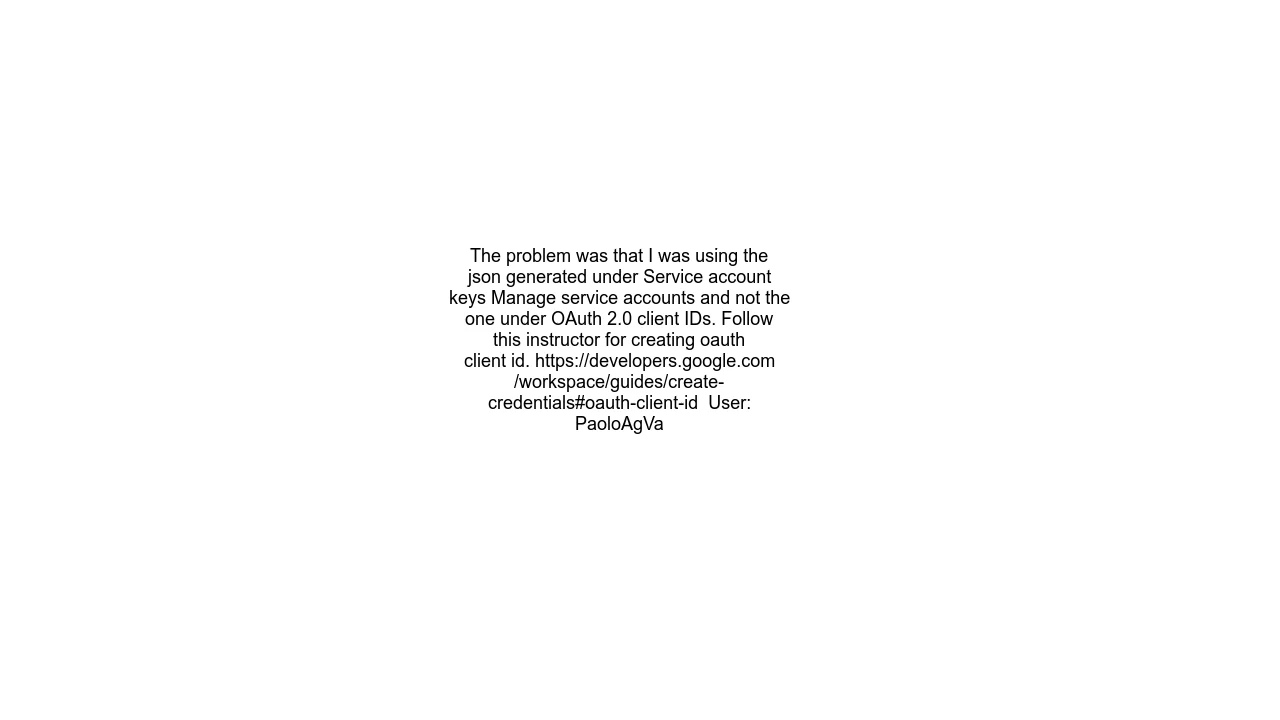 The problem was that I was using the
json generated under Service account
keys Manage service accounts and not the
one under OAuth 2.0 client IDs. Follow
this instructor for creating oauth
client id. https://developers.google.com
/workspace/guides/create-
credentials#oauth-client-id  User:
PaoloAgVa